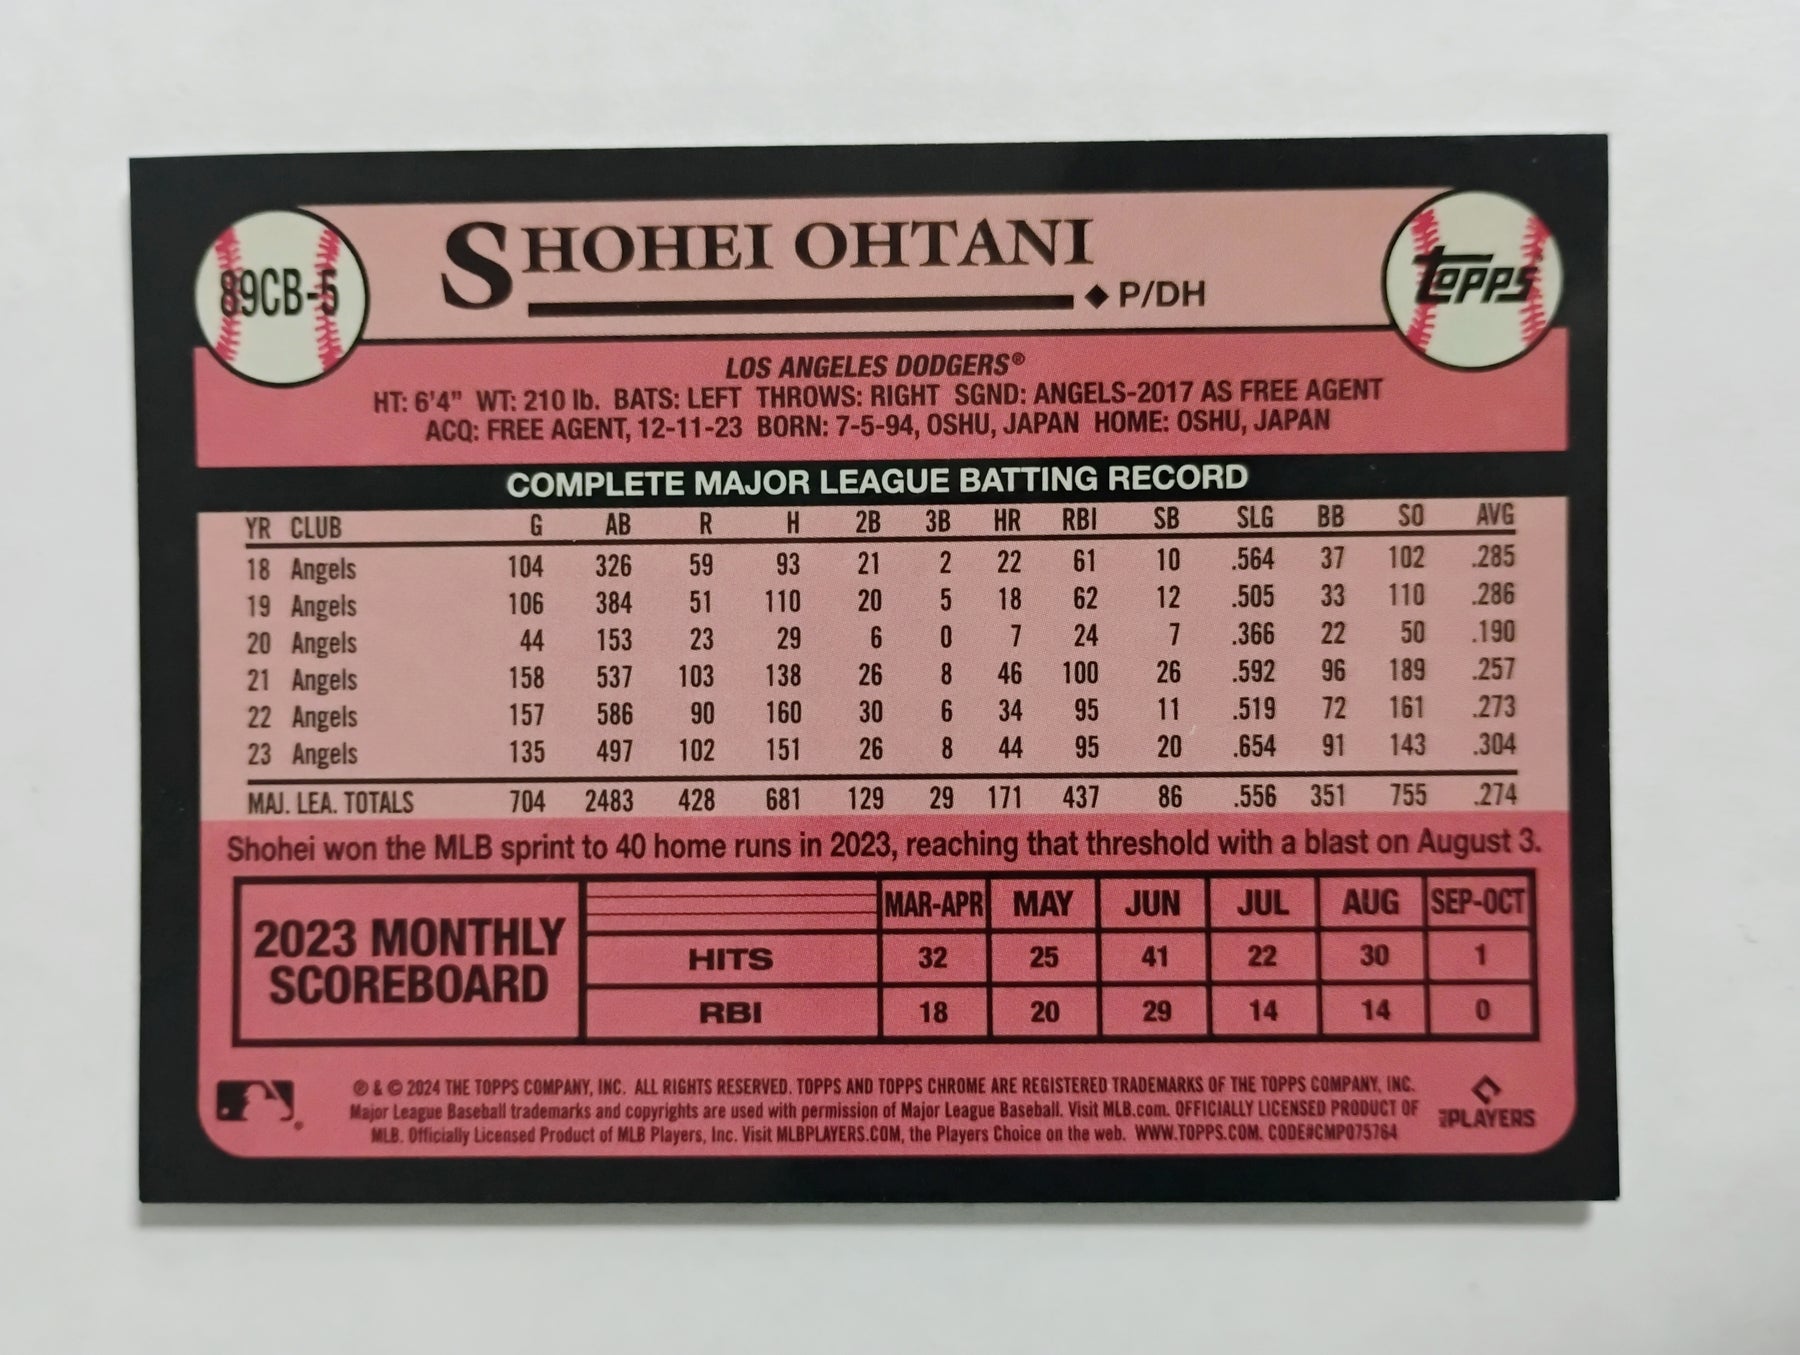 89CB-5
SHOHEI OHTANI
◆ P/DH
topps
LOS ANGELES DODGERS®
HT: 6'4" WT: 210 lb. BATS: LEFT THROWS: RIGHT SGND: ANGELS-2017 AS FREE AGENT
ACQ: FREE AGENT, 12-11-23 BORN: 7-5-94, OSHU, JAPAN HOME: OSHU, JAPAN
COMPLETE MAJOR LEAGUE BATTING RECORD
YR CLUB G AB R H 2B 3B HR RBI SB SLG BB SO AVG
18 Angels 104 326 59 93 21 2 22 61 10 .564 37 102 .285
19 Angels 106 384 51 110 20 5 18 62 12 .505 33 110 .286
20 Angels 44 153 23 29 6 0 7 24 7 .366 22 50 .190
21 Angels 158 537 103 138 26 8 46 100 26 .592 96 189 .257
22 Angels 157 586 90 160 30 6 34 95 11 .519 72 161 .273
23 Angels 135 497 102 151 26 8 44 95 20 .654 91 143 .304
MAJ. LEA. TOTALS 704 2483 428 681 129 29 171 437 86 .556 351 755 .274
Shohei won the MLB sprint to 40 home runs in 2023, reaching that threshold with a blast on August 3.
2023 MONTHLY
SCOREBOARD
MAR-APR MAY JUN JUL AUG SEP-OCT
HITS 32 25 41 22 30 1
RBI 18 20 29 14 14 0
® & © 2024 THE TOPPS COMPANY, INC. ALL RIGHTS RESERVED. TOPPS AND TOPPS CHROME ARE REGISTERED TRADEMARKS OF THE TOPPS COMPANY, INC.
Major League Baseball trademarks and copyrights are used with permission of Major League Baseball. Visit MLB.com. OFFICIALLY LICENSED PRODUCT OF
MLB. Officially Licensed Product of MLB Players, Inc. Visit MLBPLAYERS.COM, the Players Choice on the web. WWW.TOPPS.COM. CODE#CMP075764
MLB PLAYERS